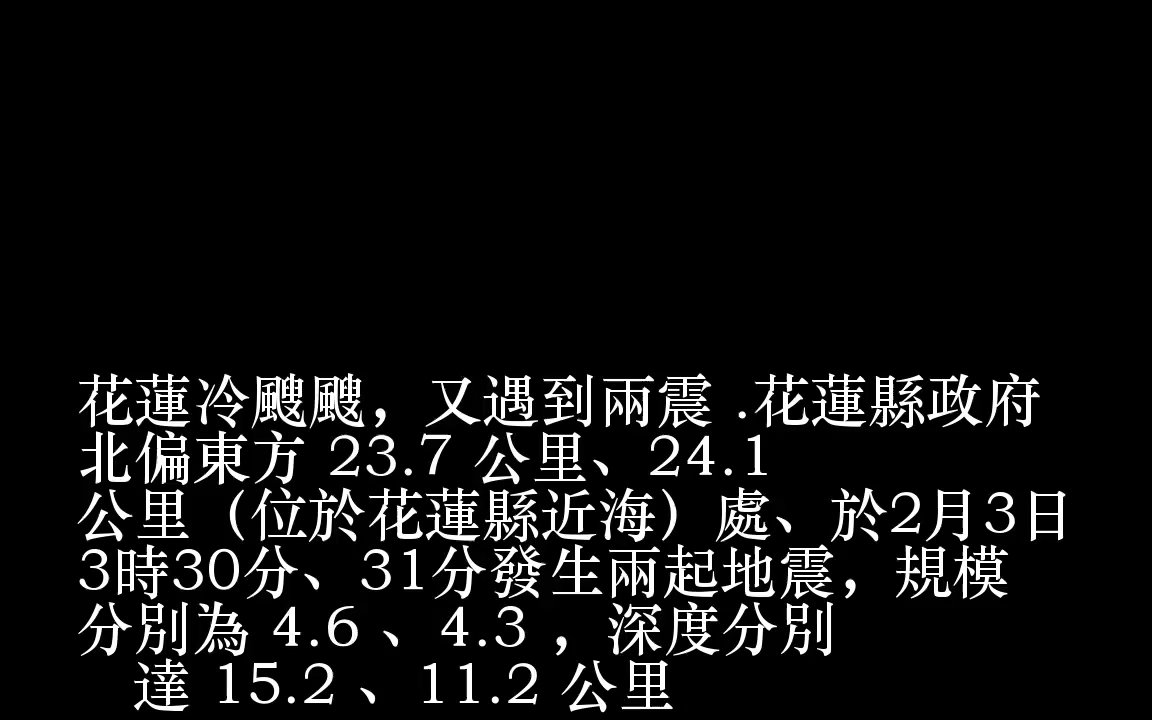 花蓮冷颼颼，又遇到兩震 .花蓮縣政府
北偏東方 23.7 公里、24.1
公里（位於花蓮縣近海）處、於2月3日
3時30分、31分發生兩起地震，規模
分別為 4.6 、4.3 ，深度分別
達 15.2 、11.2 公里